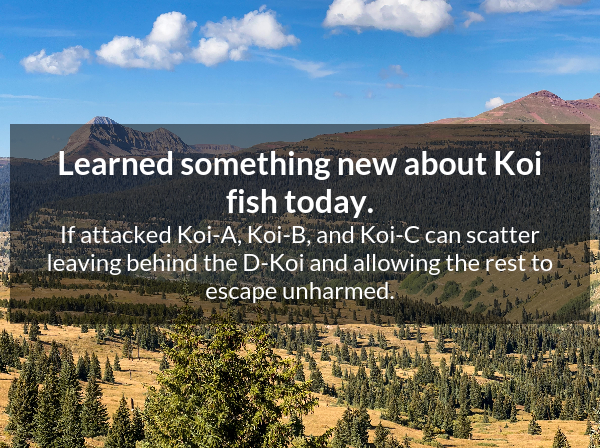 Learned something new about Koi
fish today.
If attacked Koi-A, Koi-B, and Koi-C can scatter
leaving behind the D-Koi and allowing the rest to
escape unharmed.